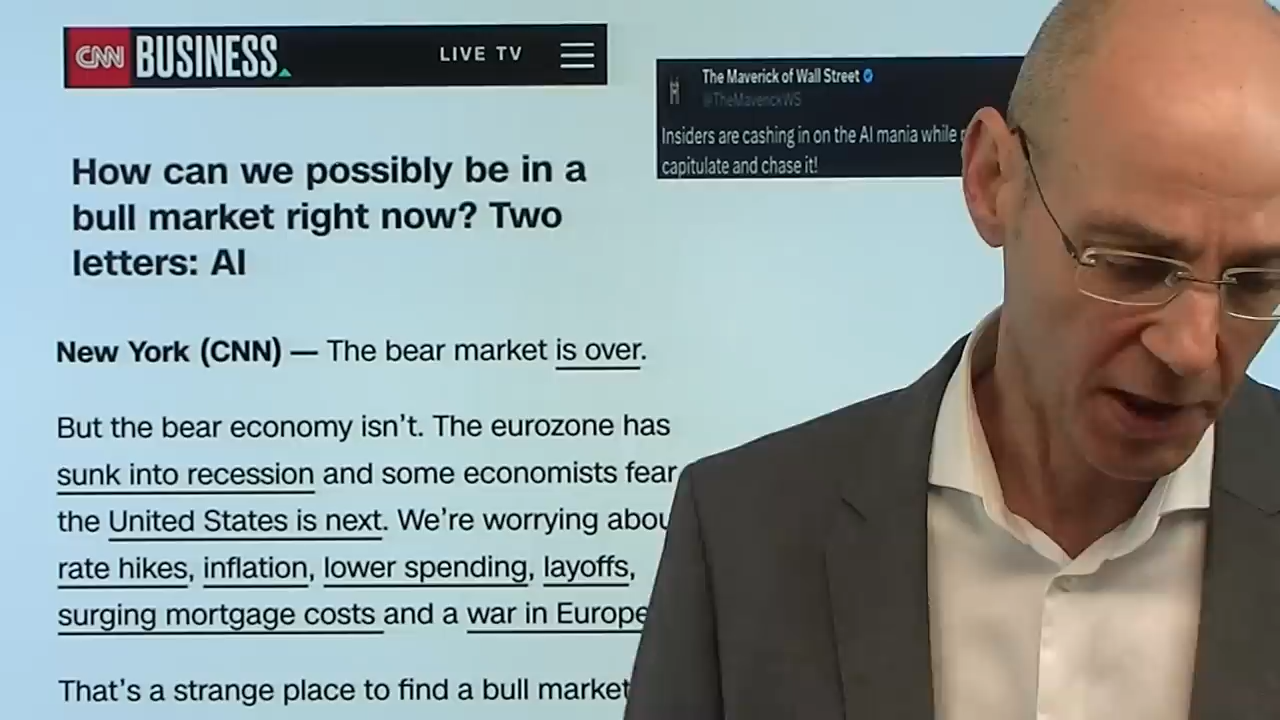 CNN BUSINESS
LIVE TV
How can we possibly be in a
bull market right now? Two
letters: AI
New York (CNN) — The bear market is over.
But the bear economy isn't. The eurozone has
sunk into recession and some economists fear
the United States is next. We're worrying
rate hikes, inflation, lower spending, layoffs,
surging mortgage costs and a war in Europe
That's a strange place to find a bull market
The Maverick of Wall Street
@TheMaverickWS
Insiders are cashing in on the AI mania while
capitulate and chase it!